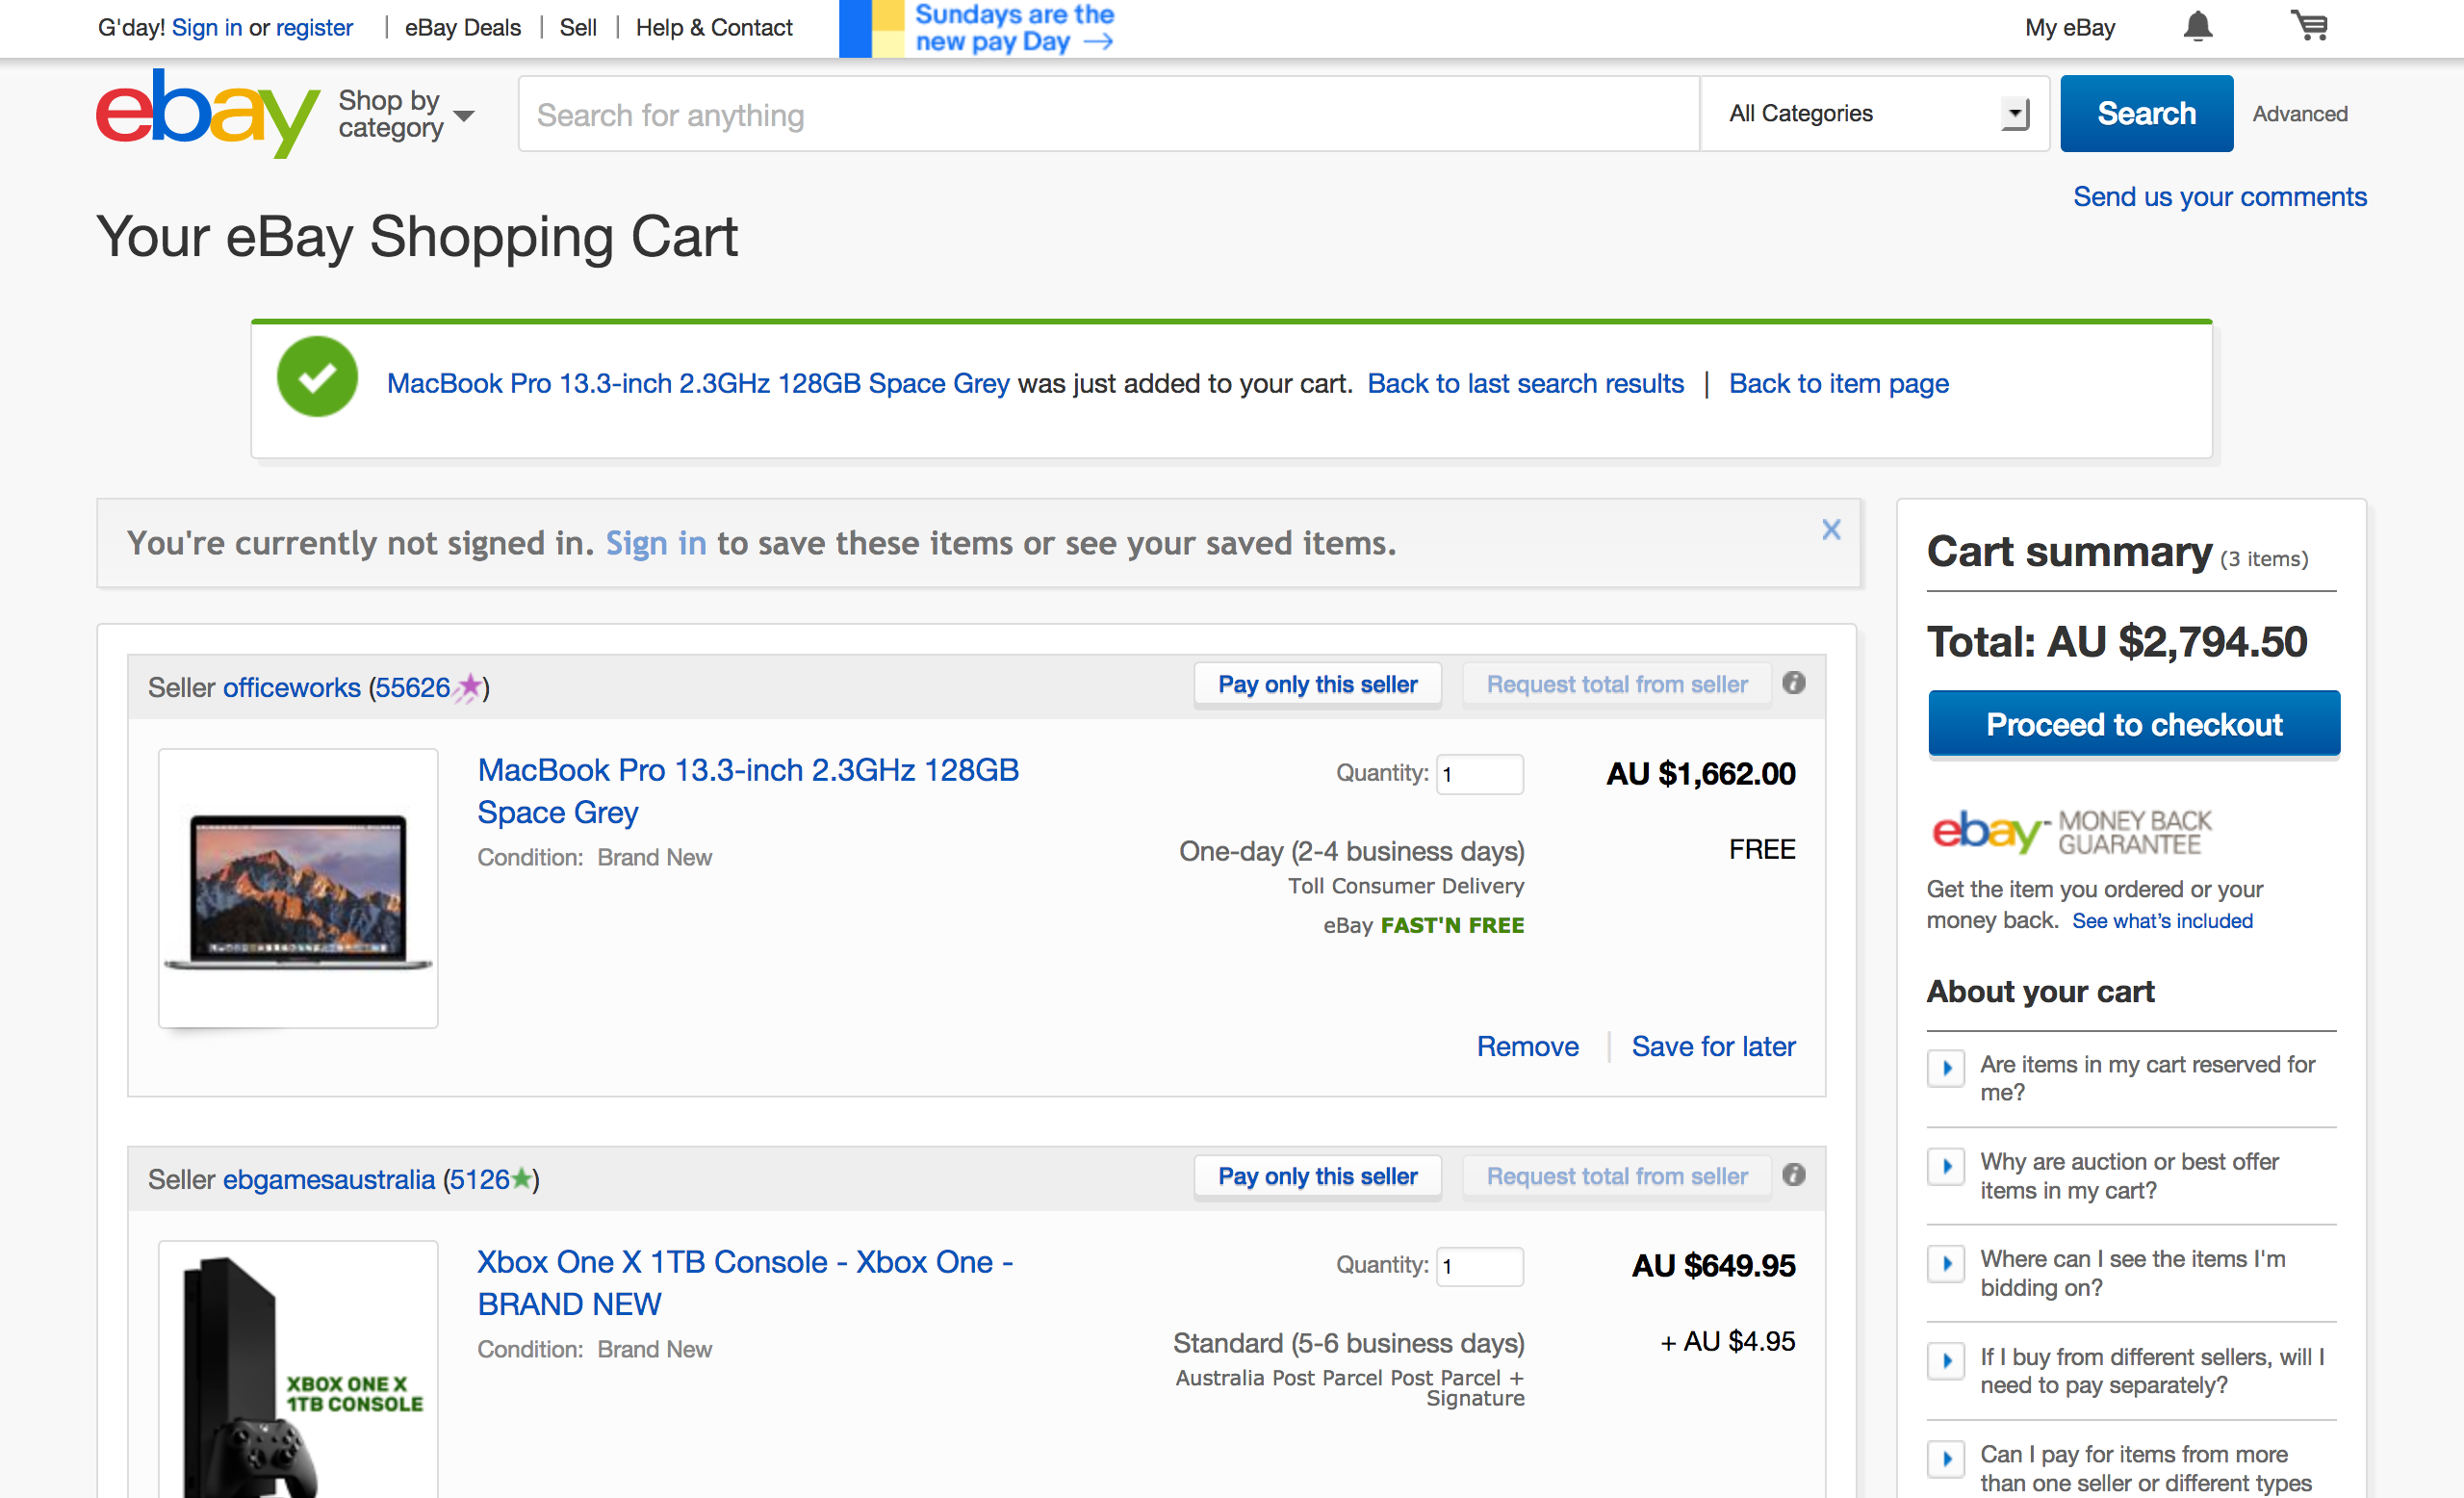 G'day! Sign in or register | eBay Deals | Sell | Help & Contact
Sundays are the
new pay Day →
My eBay
ebay
Shop by
category
Search for anything
All Categories
Search
Advanced
Send us your comments
Your eBay Shopping Cart
MacBook Pro 13.3-inch 2.3GHz 128GB Space Grey was just added to your cart. Back to last search results | Back to item page
You're currently not signed in. Sign in to save these items or see your saved items.
Seller officeworks (55626)
Pay only this seller
Request total from seller
MacBook Pro 13.3-inch 2.3GHz 128GB
Space Grey
Condition: Brand New
Quantity: 1
AU $1,662.00
One-day (2-4 business days)
FREE
Toll Consumer Delivery
eBay FAST'N FREE
Remove | Save for later
Seller ebgamesaustralia (5126)
Pay only this seller
Request total from seller
XBOX ONE X
1TB CONSOLE
Xbox One X 1TB Console - Xbox One -
BRAND NEW
Condition: Brand New
Quantity: 1
AU $649.95
Standard (5-6 business days)
+ AU $4.95
Australia Post Parcel Post Parcel +
Signature
Cart summary (3 items)
Total: AU $2,794.50
Proceed to checkout
ebay™ MONEY BACK
GUARANTEE
Get the item you ordered or your
money back. See what's included
About your cart
Are items in my cart reserved for
me?
Why are auction or best offer
items in my cart?
Where can I see the items I'm
bidding on?
If I buy from different sellers, will I
need to pay separately?
Can I pay for items from more
than one seller or different types